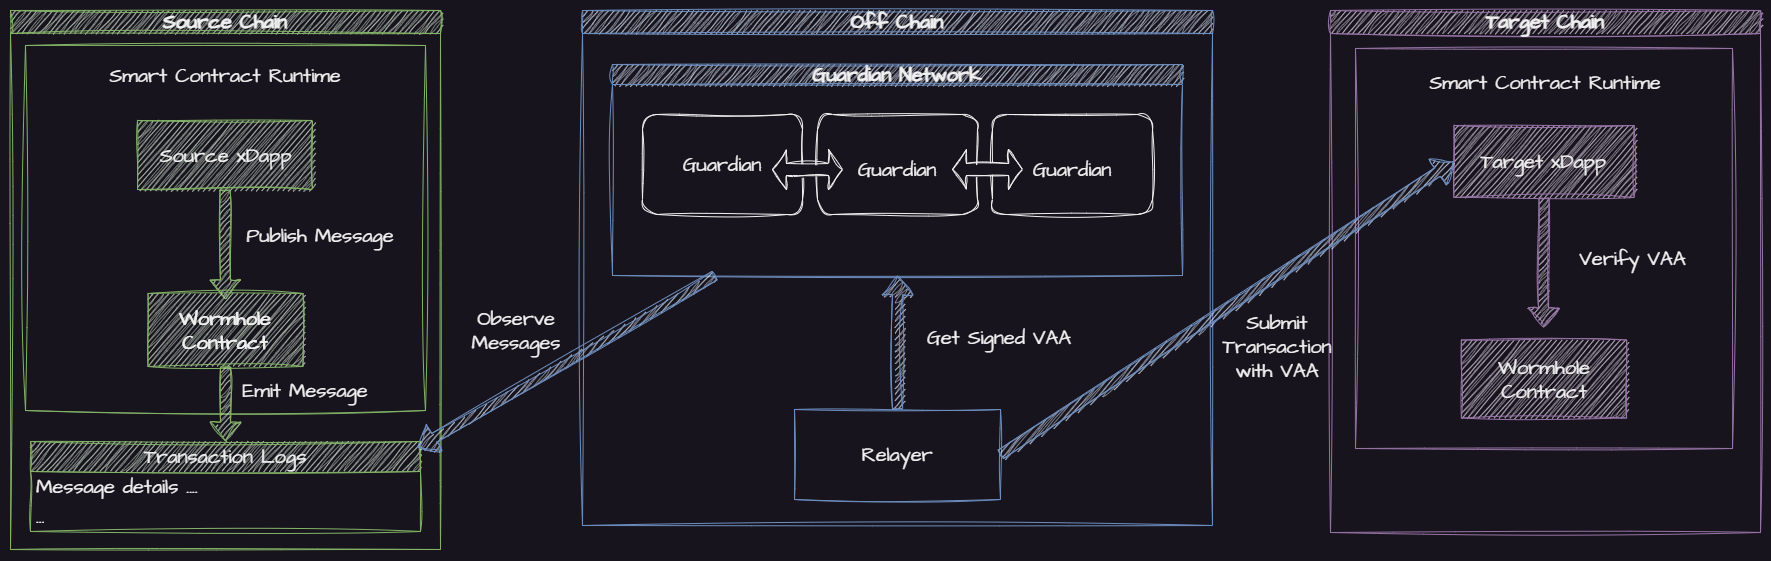 Source Chain
Smart Contract Runtime
Source xDapp
Publish Message
Wormhole
Contract
Emit Message
Transaction Logs
Message details ....
...
Observe
Messages
Off Chain
Guardian Network
Guardian
Guardian
Guardian
Get Signed VAA
Relayer
Submit
Transaction
with VAA
Target Chain
Smart Contract Runtime
Target xDapp
Verify VAA
Wormhole
Contract